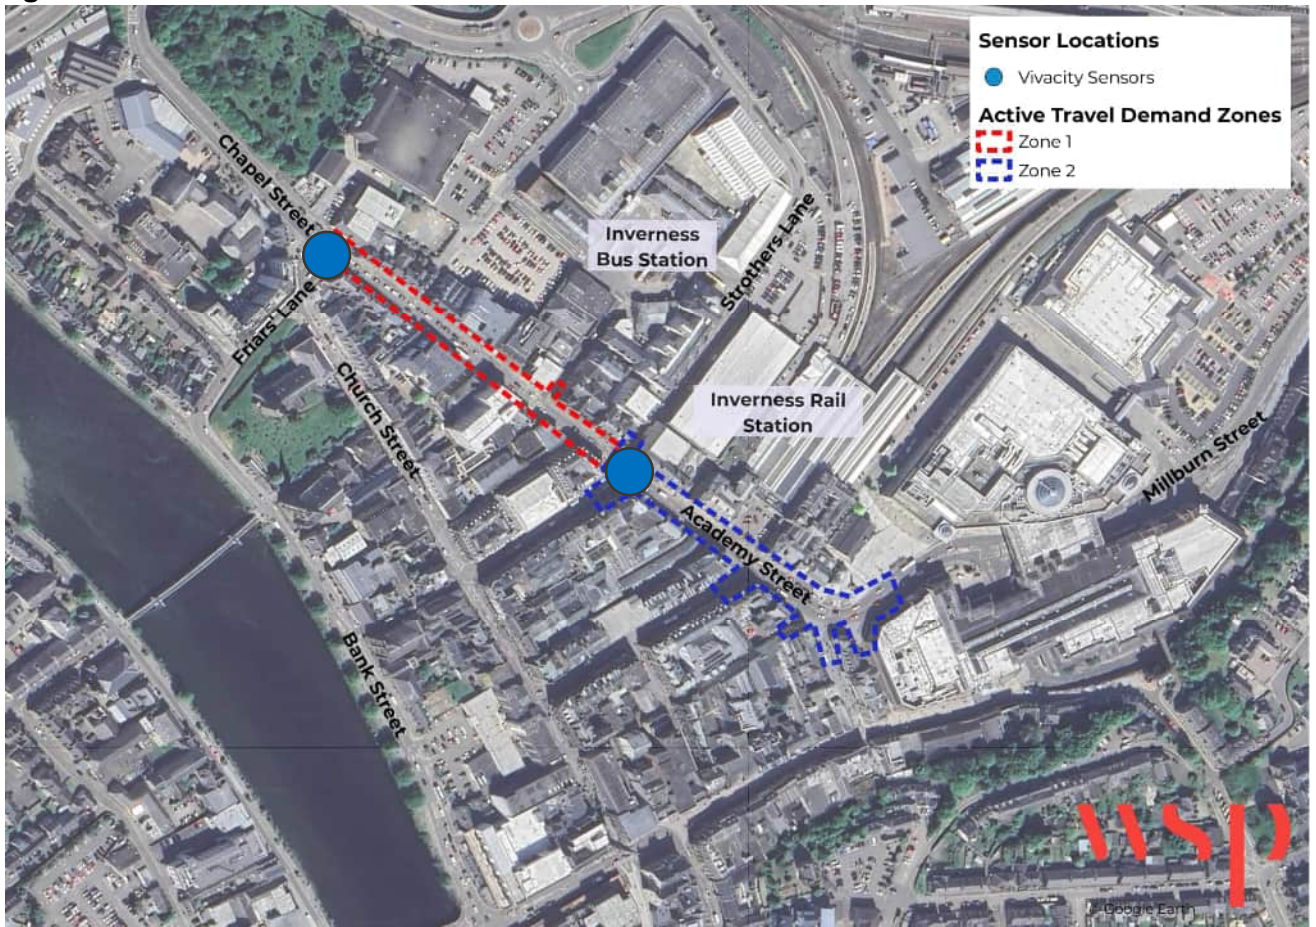 Sensor Locations
Vivacity Sensors
Active Travel Demand Zones
Zone 1
Zone 2
Chapel Street
Friars' Lane
Church Street
Bank Street
Inverness
Bus Station
Strothers Lane
Inverness Rail
Station
Academy Street
Millburn Street
wsp
© Google Earth